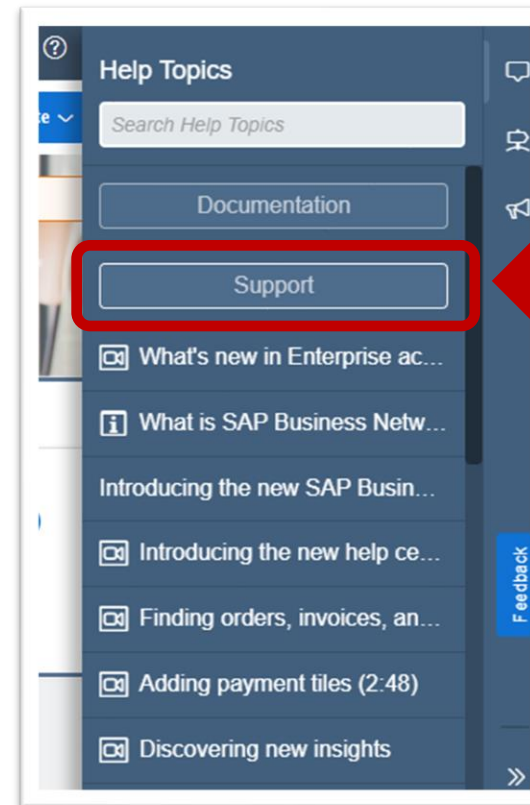 Help Topics
Search Help Topics
Documentation
Support
What's new in Enterprise ac...
What is SAP Business Netw...
Introducing the new SAP Busin...
Introducing the new help ce...
Finding orders, invoices, an...
Adding payment tiles (2:48)
Discovering new insights
Feedback